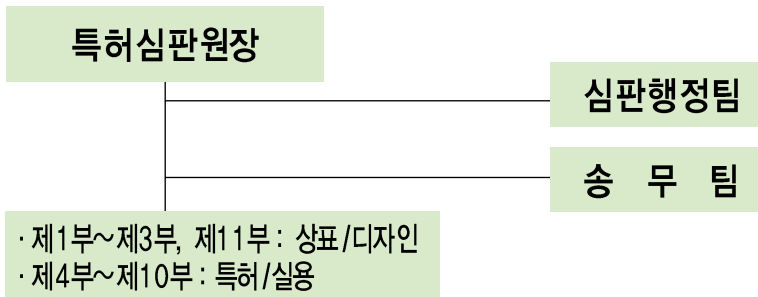 특허심판원장
심판행정팀
송 무 팀
· 제1부~제3부, 제11부 : 상표/디자인
· 제4부~제10부 : 특허/실용